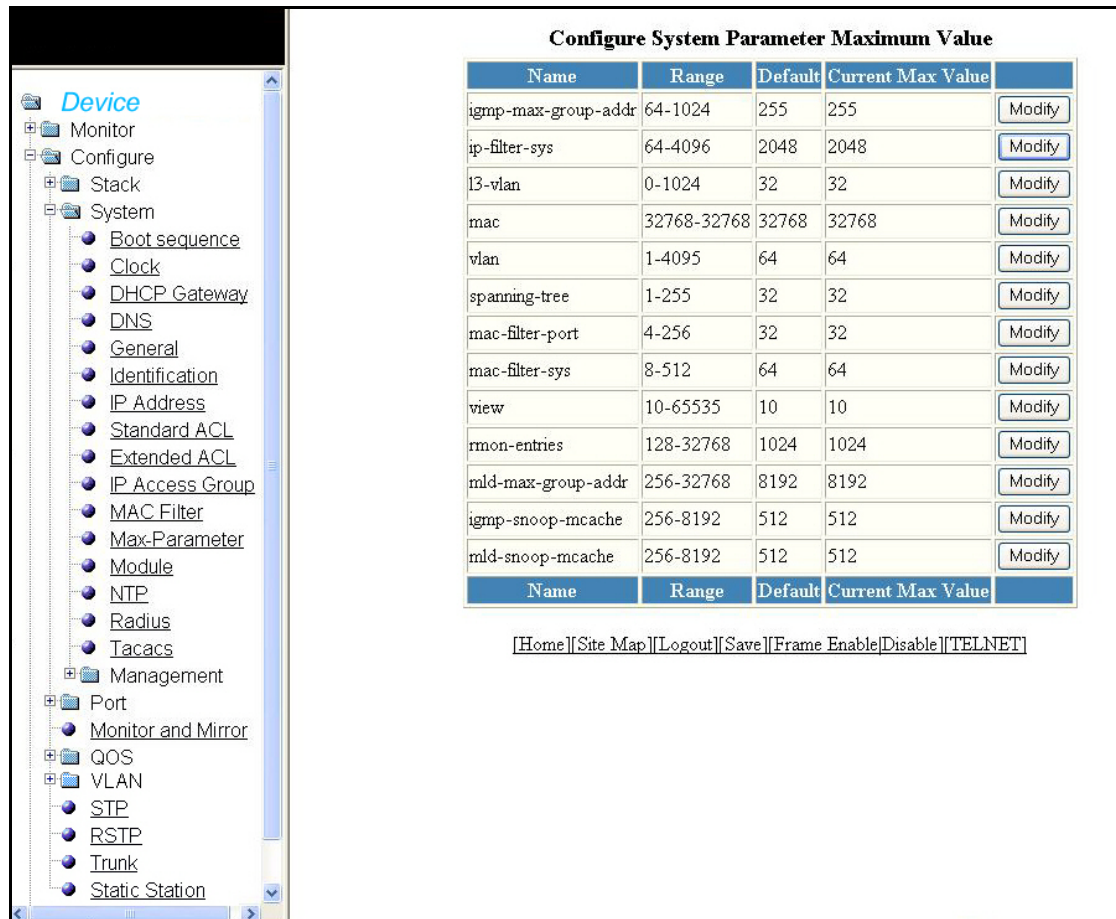 Device
Monitor
Configure
Stack
System
Boot sequence
Clock
DHCP Gateway
DNS
General
Identification
IP Address
Standard ACL
Extended ACL
IP Access Group
MAC Filter
Max-Parameter
Module
NTP
Radius
Tacacs
Management
Port
Monitor and Mirror
QOS
VLAN
STP
RSTP
Trunk
Static Station
Configure System Parameter Maximum Value
Name Range Default Current Max Value
igmp-max-group-addr 64-1024 255 255 Modify
ip-filter-sys 64-4096 2048 2048 Modify
l3-vlan 0-1024 32 32 Modify
mac 32768-32768 32768 32768 Modify
vlan 1-4095 64 64 Modify
spanning-tree 1-255 32 32 Modify
mac-filter-port 4-256 32 32 Modify
mac-filter-sys 8-512 64 64 Modify
view 10-65535 10 10 Modify
rmon-entries 128-32768 1024 1024 Modify
mld-max-group-addr 256-32768 8192 8192 Modify
igmp-snoop-mcache 256-8192 512 512 Modify
mld-snoop-mcache 256-8192 512 512 Modify
Name Range Default Current Max Value
[Home][Site Map][Logout][Save][Frame Enable|Disable][TELNET]